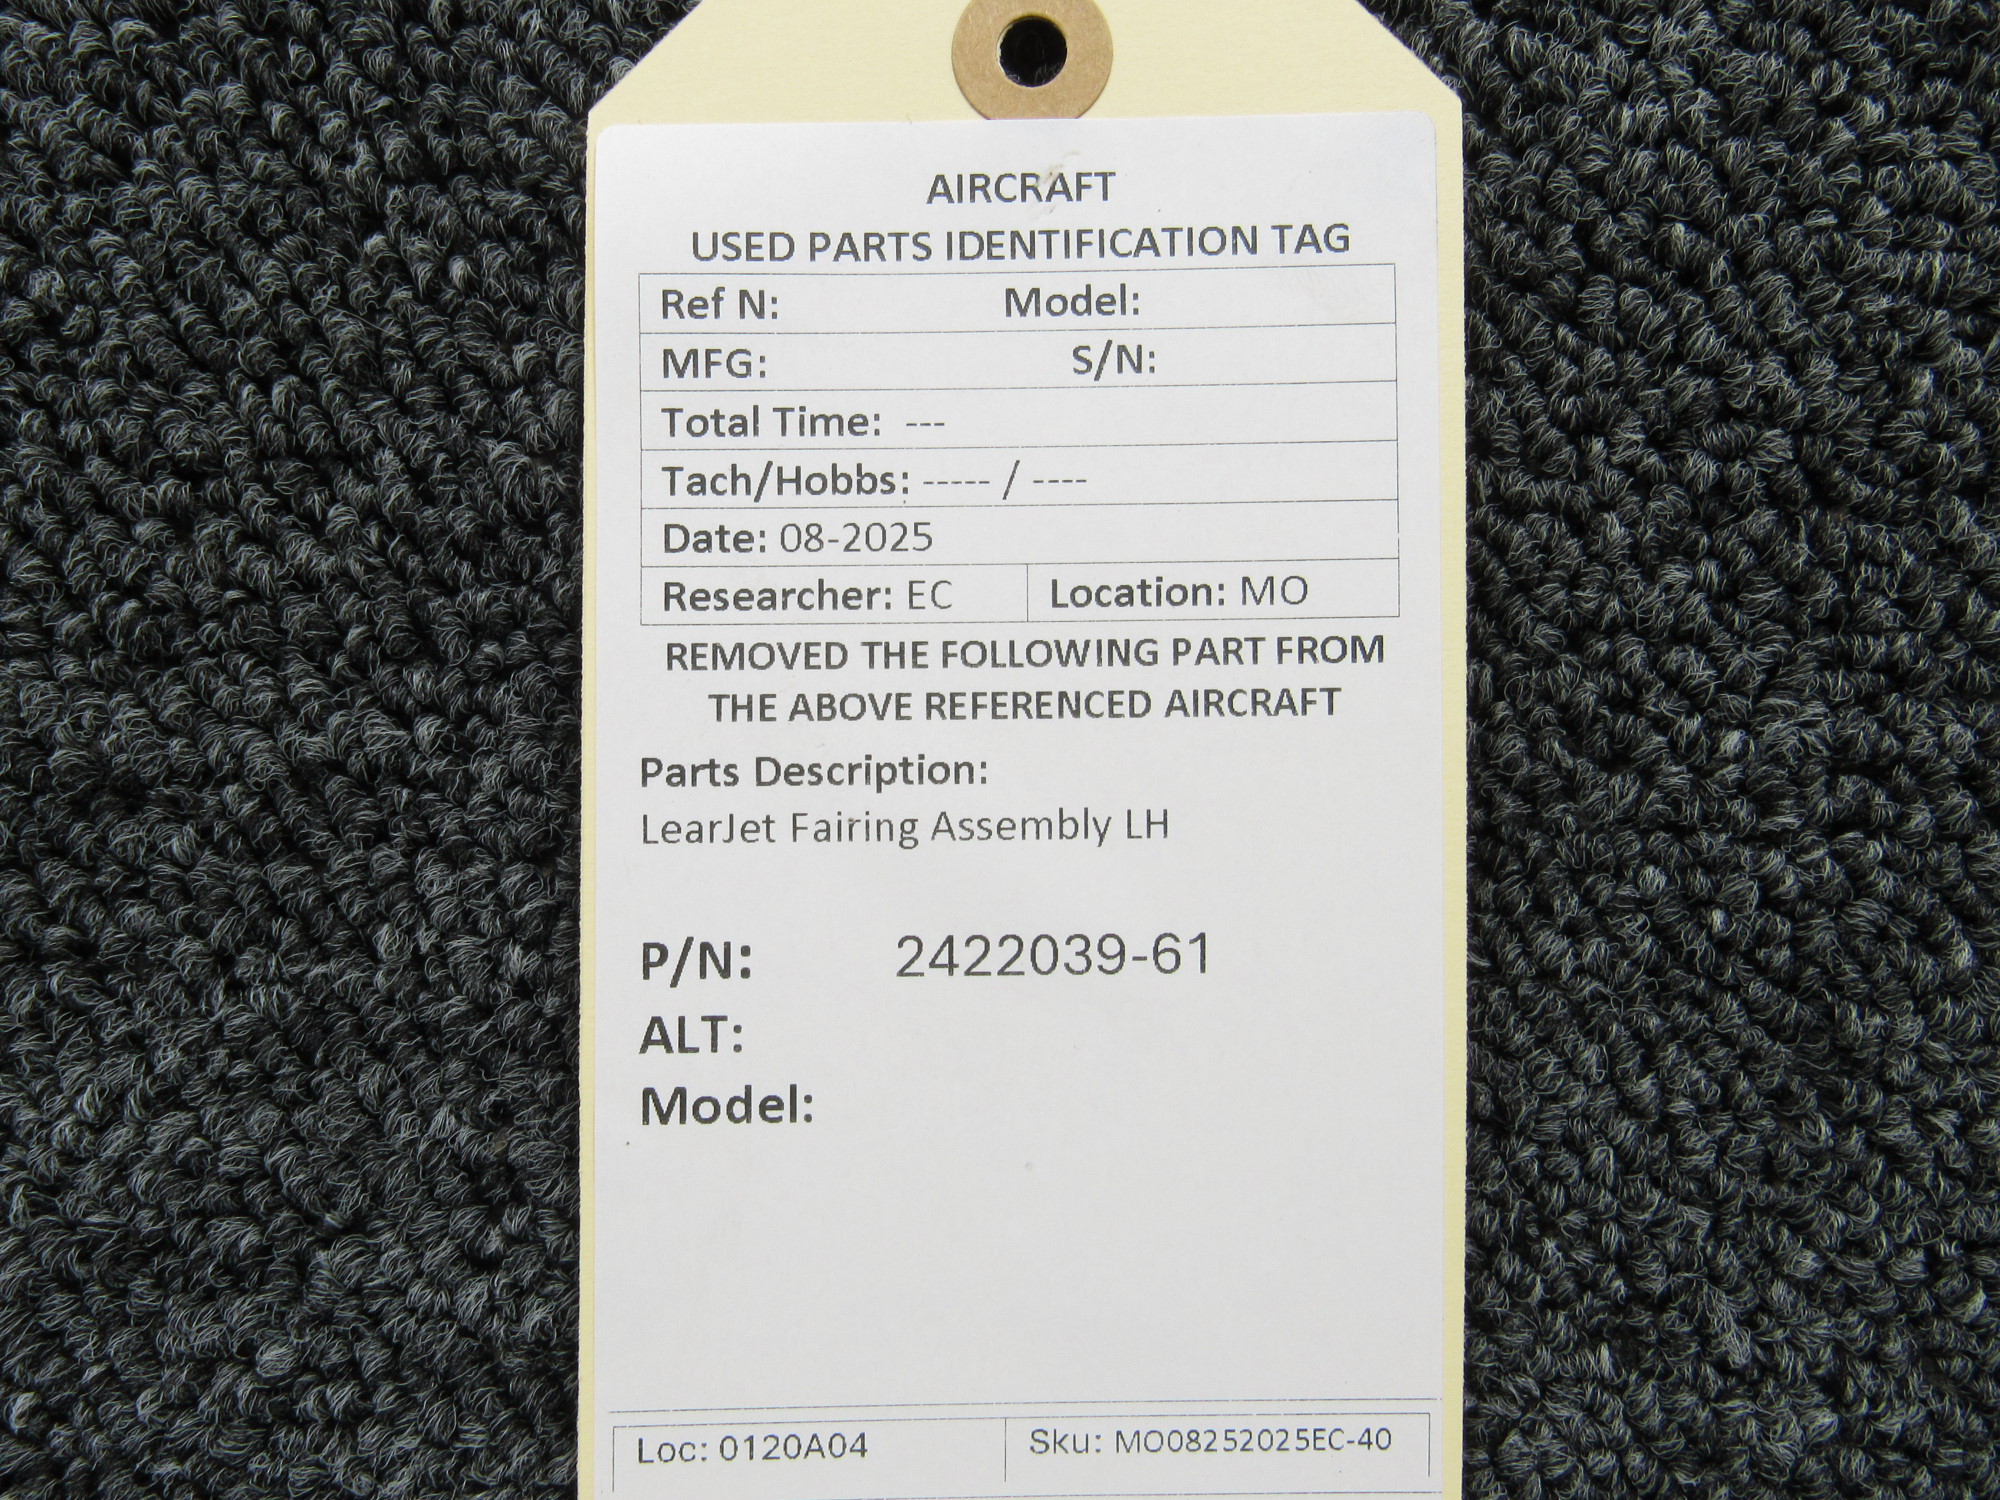 AIRCRAFT
USED PARTS IDENTIFICATION TAG
Ref N: Model:
MFG: S/N:
Total Time: ---
Tach/Hobbs: ----- / ----
Date: 08-2025
Researcher: EC Location: MO
REMOVED THE FOLLOWING PART FROM
THE ABOVE REFERENCED AIRCRAFT
Parts Description:
LearJet Fairing Assembly LH
P/N: 2422039-61
ALT:
Model:
Loc: 0120A04 Sku: MO08252025EC-40